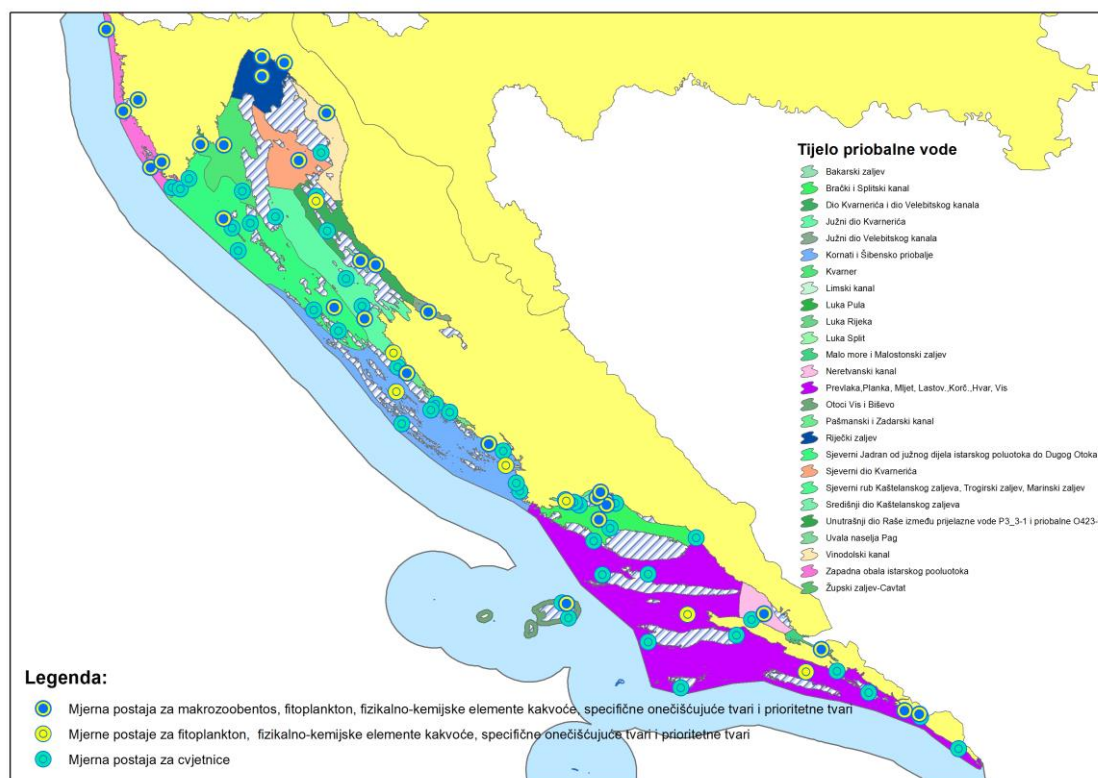 Tijelo priobalne vode
Bakarski zaljev
Brački i Splitski kanal
Dio Kvarnerića i dio Velebitskog kanala
Južni dio Kvarnerića
Južni dio Velebitskog kanala
Kornati i Šibensko priobalje
Kvarner
Limski kanal
Luka Pula
Luka Rijeka
Luka Split
Malo more i Malostonski zaljev
Neretvanski kanal
Prevlaka,Planka, Mljet, Lastov.,Korč.,Hvar, Vis
Otoci Vis i Biševo
Pašmanski i Zadarski kanal
Riječki zaljev
Sjeverni Jadran od južnog dijela istarskog poluotoka do Dugog Otoka
Sjeverni dio Kvarnerića
Sjeverni rub Kaštelanskog zaljeva, Trogirski zaljev, Marinski zaljev
Središnji dio Kaštelanskog zaljeva
Unutrašnji dio Raše između prijelazne vode P3_3-1 i priobalne O423-
Uvala naselja Pag
Vinodolski kanal
Zapadna obala istarskog pooluotoka
Župski zaljev-Cavtat
Legenda:
Mjerna postaja za makrozoobentos, fitoplankton, fizikalno-kemijske elemente kakvoće, specifične onečišćujuće tvari i prioritetne tvari
Mjerne postaje za fitoplankton, fizikalno-kemijske elemente kakvoće, specifične onečišćujuće tvari i prioritetne tvari
Mjerna postaja za cvjetnice